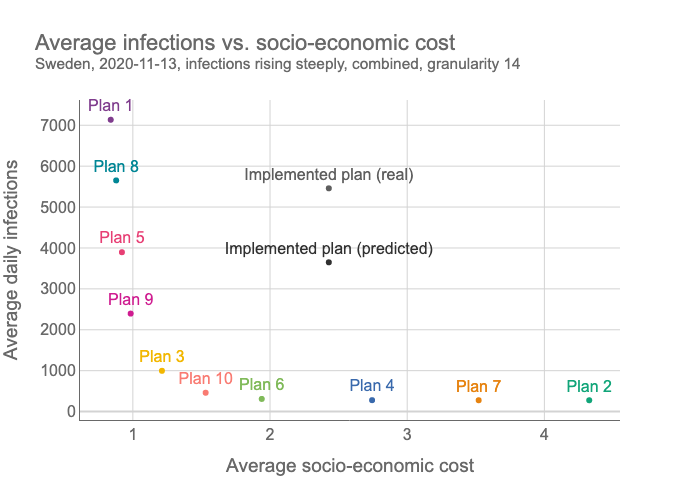 Average infections vs. socio-economic cost
Sweden, 2020-11-13, infections rising steeply, combined, granularity 14
Plan 1
7000
Plan 8
6000
Implemented plan (real)
5000
Plan 5
4000
Implemented plan (predicted)
3000
Plan 9
2000
Plan 3
1000
Plan 10
Plan 6
Plan 4
Plan 7
Plan 2
0
1
2
3
4
Average daily infections
Average socio-economic cost